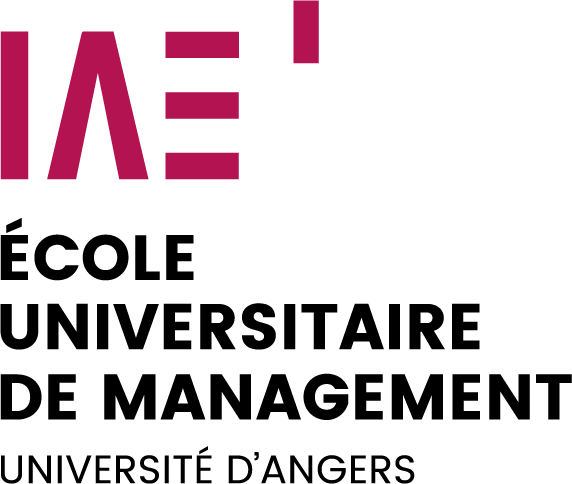 IAE'
ÉCOLE
UNIVERSITAIRE
DE MANAGEMENT
UNIVERSITÉ D’ANGERS